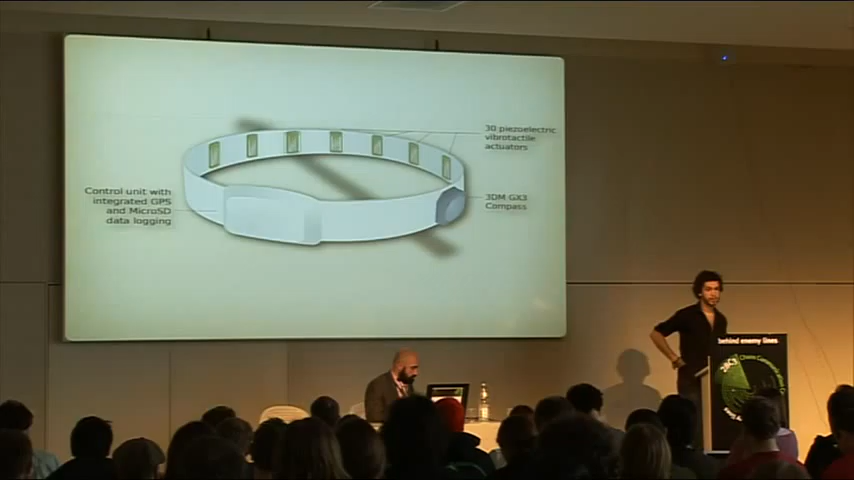 30 piezoelectric
vibrotactile
actuators
Control unit with
integrated GPS
and MicroSD
data logging
3DM GX3
Compass
behind enemy lines
26C3